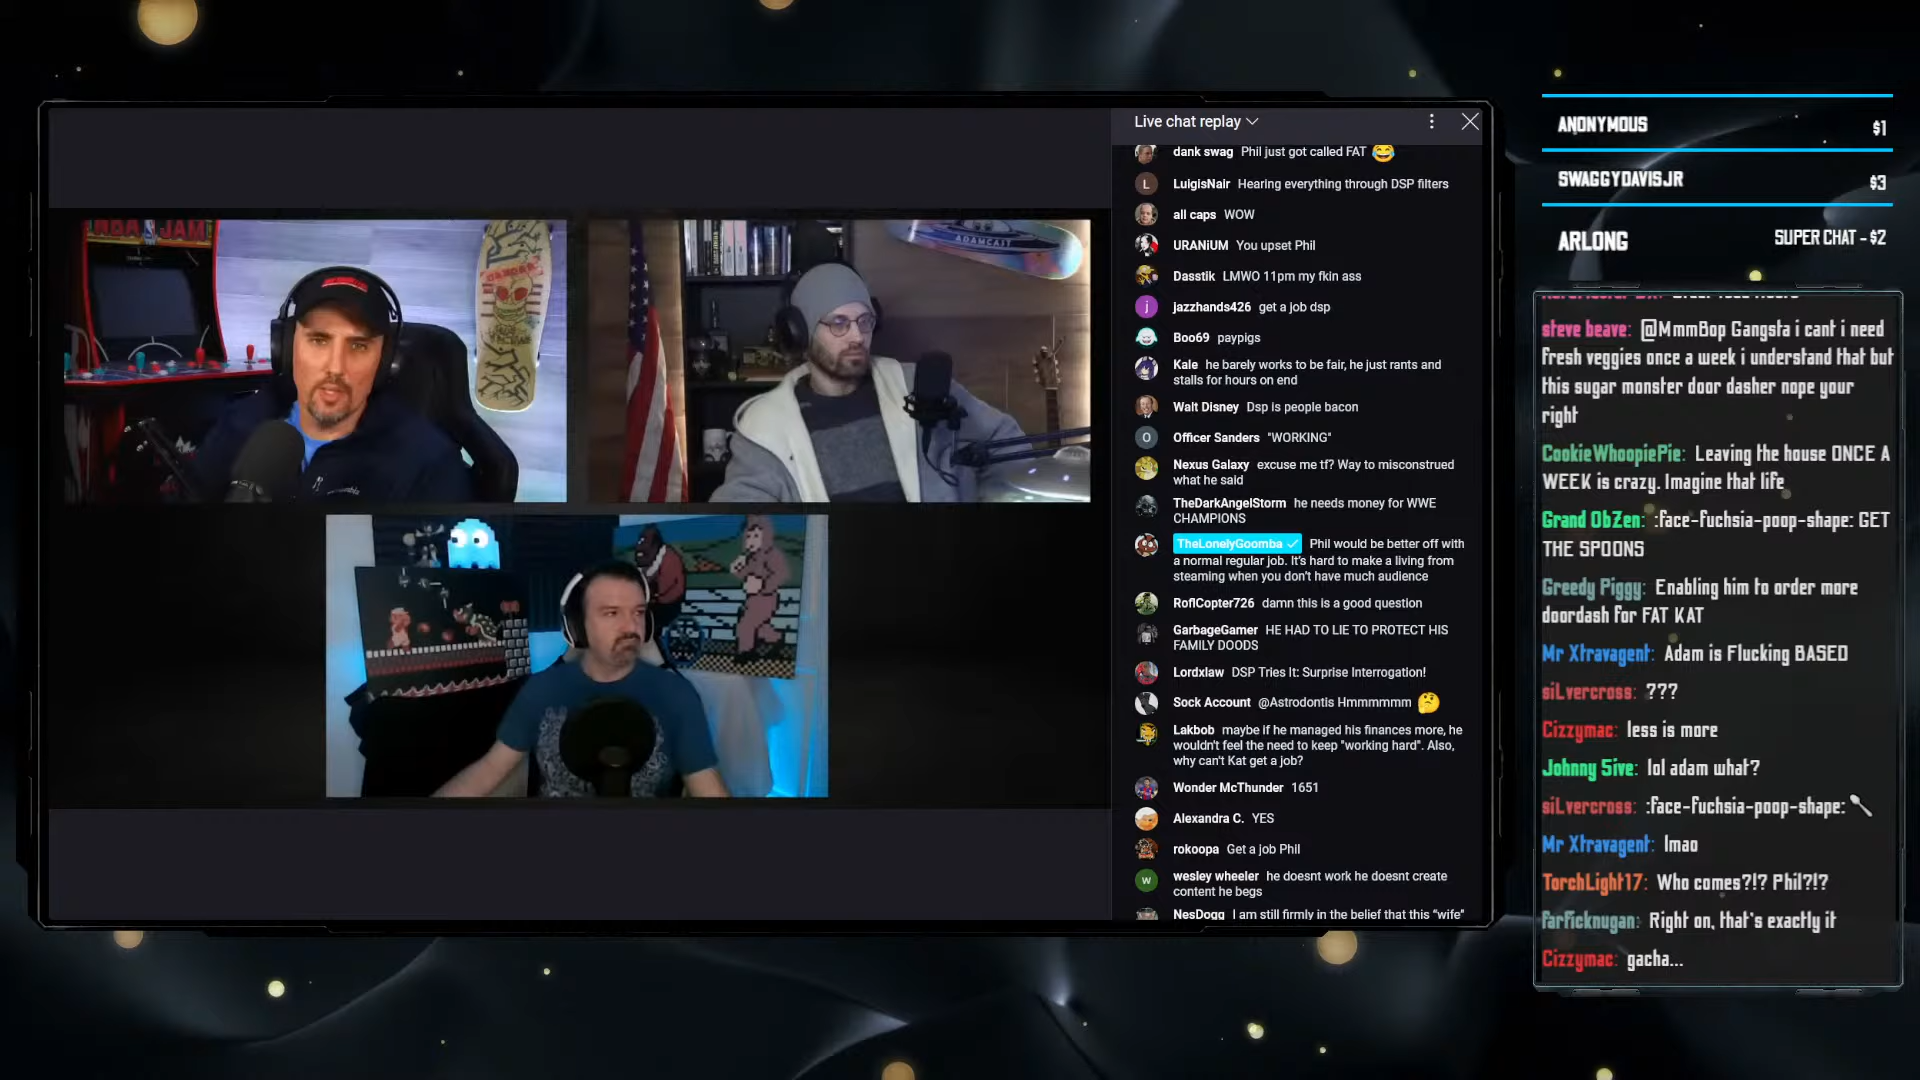 NBA JAM
ADAMCAST
Live chat replay
dank swag Phil just got called FAT 😂
L LuigisNair Hearing everything through DSP filters
all caps WOW
URANiUM You upset Phil
Dasstik LMWO 11pm my fkin ass
j jazzhands426 get a job dsp
Boo69 paypigs
Kale he barely works to be fair, he just rants and
stalls for hours on end
Walt Disney Dsp is people bacon
O Officer Sanders "WORKING"
Nexus Galaxy excuse me tf? Way to misconstrued
what he said
TheDarkAngelStorm he needs money for WWE
CHAMPIONS
TheLonelyGoomba ✓ Phil would be better off with
a normal regular job. It's hard to make a living from
steaming when you don't have much audience
RoflCopter726 damn this is a good question
GarbageGamer HE HAD TO LIE TO PROTECT HIS
FAMILY DOODS
Lordxlaw DSP Tries It: Surprise Interrogation!
Sock Account @Astrodontis Hmmmmmm 🤔
Lakbob maybe if he managed his finances more, he
wouldn't feel the need to keep "working hard". Also,
why can't Kat get a job?
Wonder McThunder 1651
Alexandra C. YES
rokoopa Get a job Phil
w wesley wheeler he doesnt work he doesnt create
content he begs
NesDogg I am still firmly in the belief that this "wife"
ANONYMOUS $1
SWAGGYDAVISJR $3
ARLONG SUPER CHAT - $2
steve beave: @MmmBop Gangsta i cant i need
fresh veggies once a week i understand that but
this sugar monster door dasher nope your
right
CookieWhoopiePie: Leaving the house ONCE A
WEEK is crazy. Imagine that life
Grand ObZen: :face-fuchsia-poop-shape: GET
THE SPOONS
Greedy Piggy: Enabling him to order more
doordash for FAT KAT
Mr Xtravagent: Adam is Flucking BASED
siLvercross: ???
Cizzymac: less is more
Johnny 5ive: lol adam what?
siLvercross: :face-fuchsia-poop-shape: 🥄
Mr Xtravagent: lmao
TorchLight17: Who comes?!? Phil?!?
farficknugan: Right on, that's exactly it
Cizzymac: gacha...